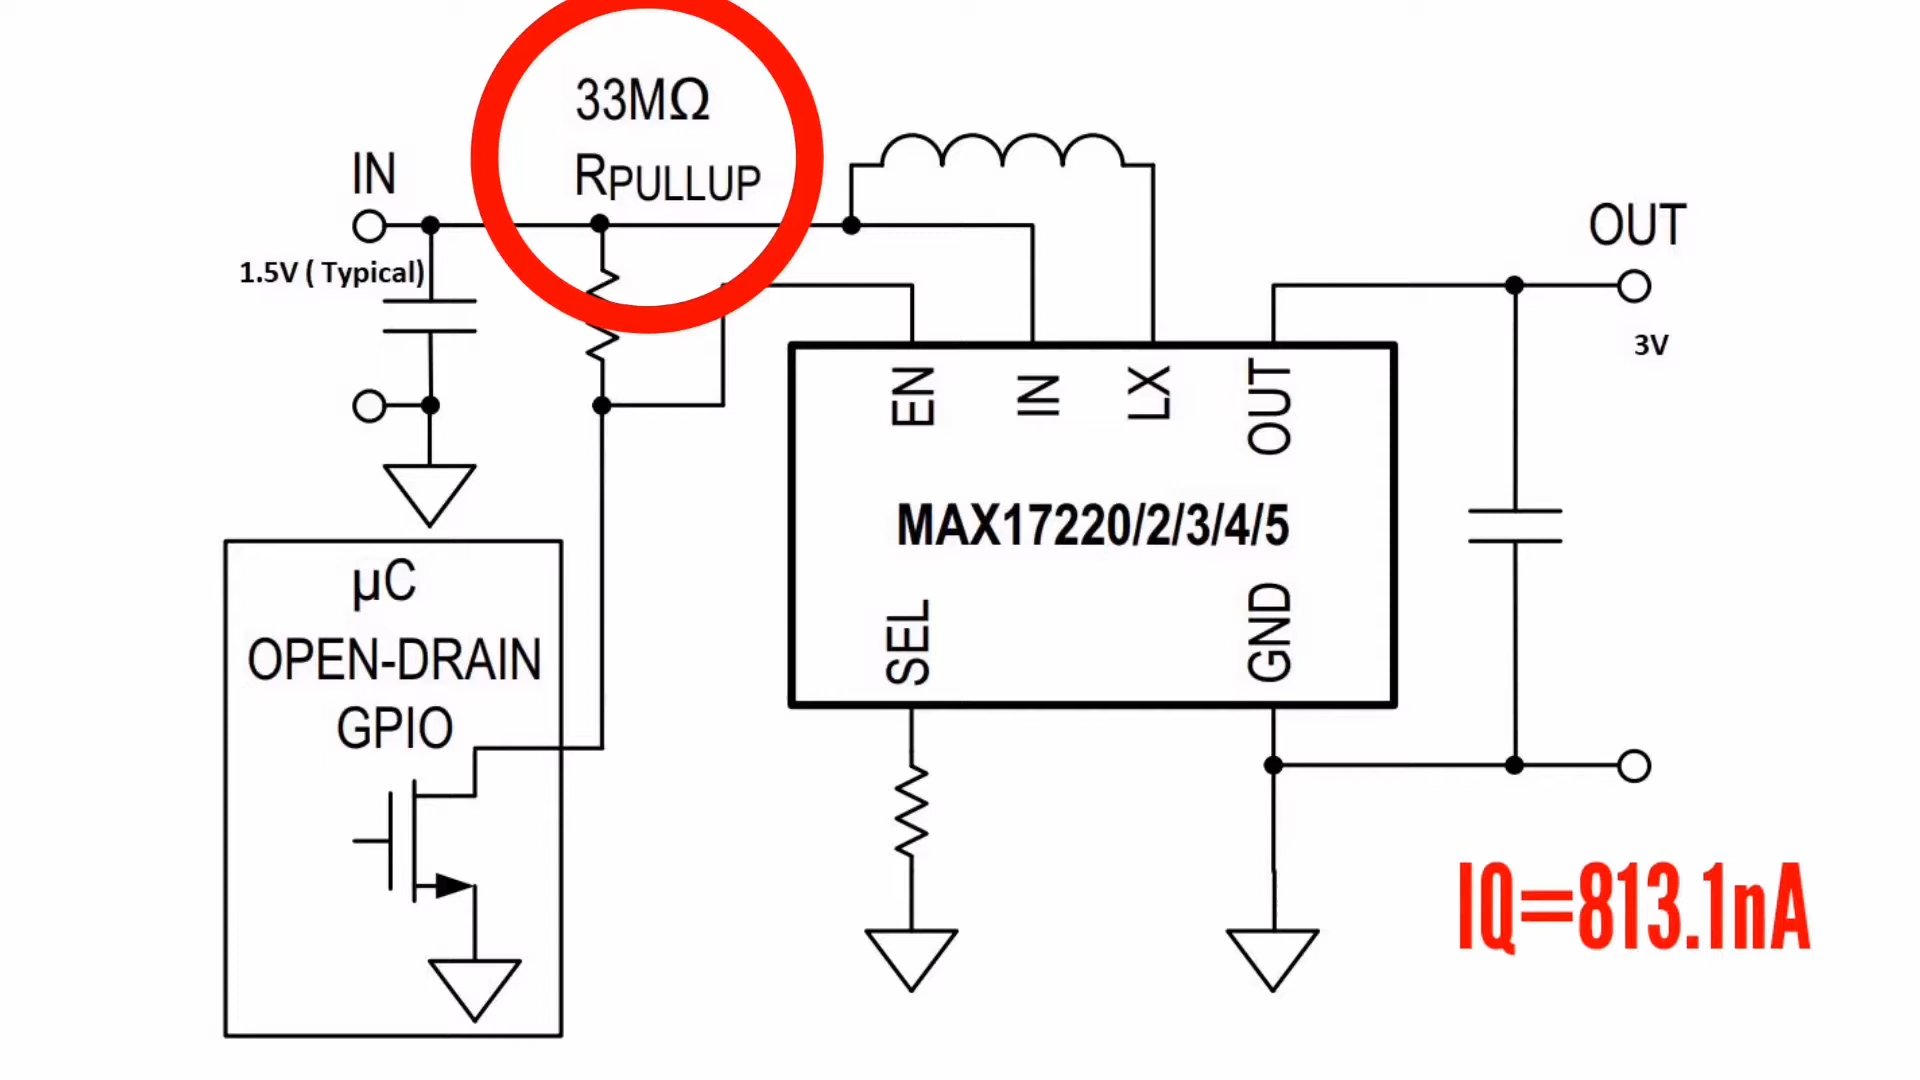 33MΩ
RPULLUP
IN
1.5V ( Typical)
OUT
3V
EN
IN
LX
OUT
MAX17220/2/3/4/5
SEL
GND
µC
OPEN-DRAIN
GPIO
IQ=813.1nA